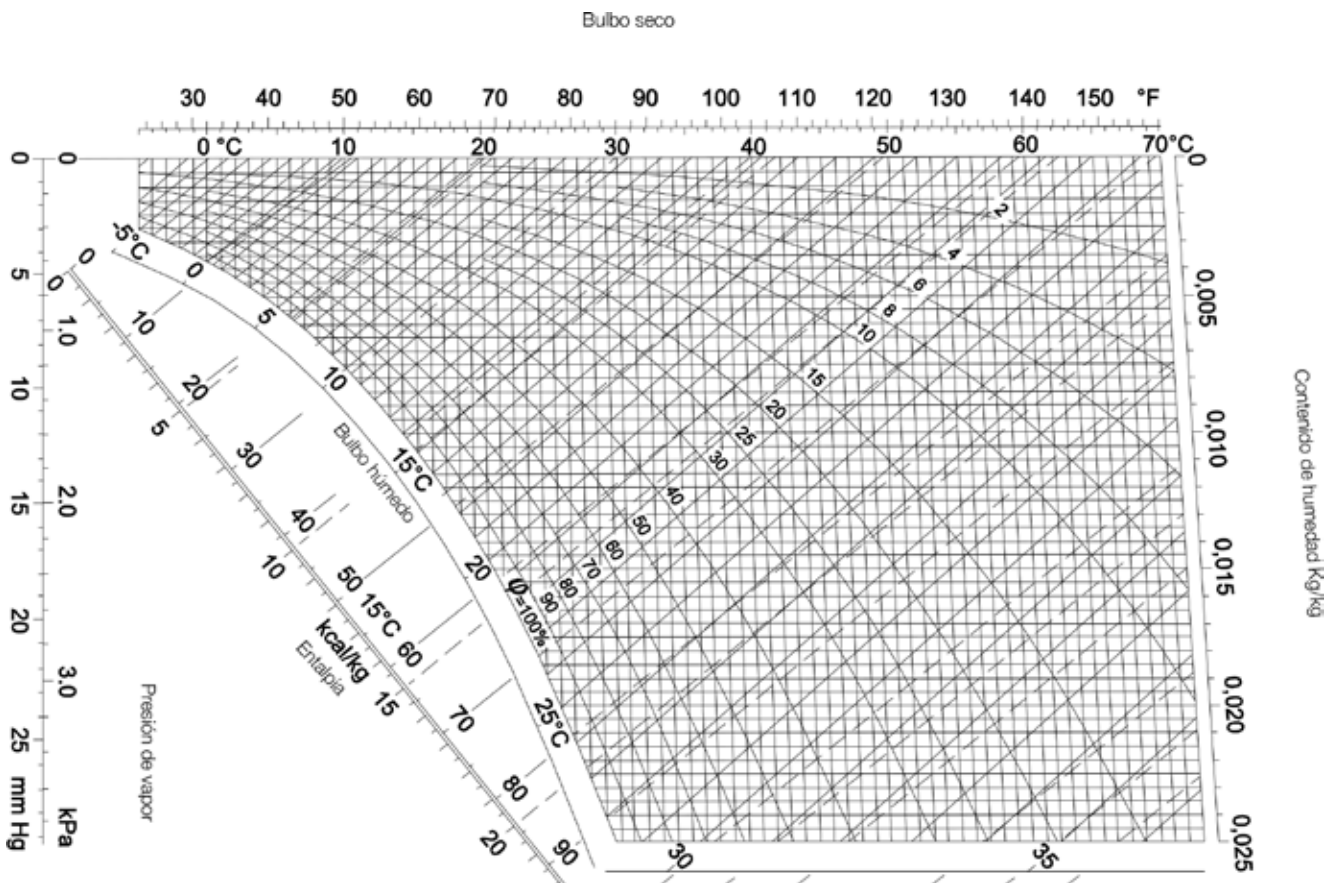 Bulbo seco
30 40 50 60 70 80 90 100 110 120 130 140 150 °F
0 °C 10 20 30 40 50 60 70°C
0 0
-5°C 0 5 10 15°C 20 25°C 30 35
Bulbo húmedo
0 0,005 0,010 0,015 0,020 0,025
Contenido de humedad Kg/kg
2
4
6
8
10
15
20
25
30
40
50
60
70
80
90
φ=100%
0 10 20 30 40 50 60 70 80 90
0 5 10 15°C 15 20
kcal/kg
Entalpía
1.0 2.0 3.0 kPa
5 10 15 20 25 mm Hg
Presión de vapor